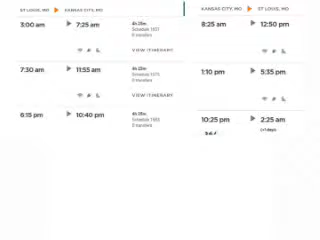 ST LOUIS, MO KANSAS CITY, MO
3:00 am 7:25 am
4h 25m
0 transfers
VIEW ITINERARY
7:30 am 11:55 am
4h 25m
0 transfers
VIEW ITINERARY
6:15 pm 10:40 pm
4h 25m
0 transfers
KANSAS CITY, MO ST LOUIS, MO
8:25 am 12:50 pm
1:10 pm 5:35 pm
10:25 pm 2:25 am
(+1 day)